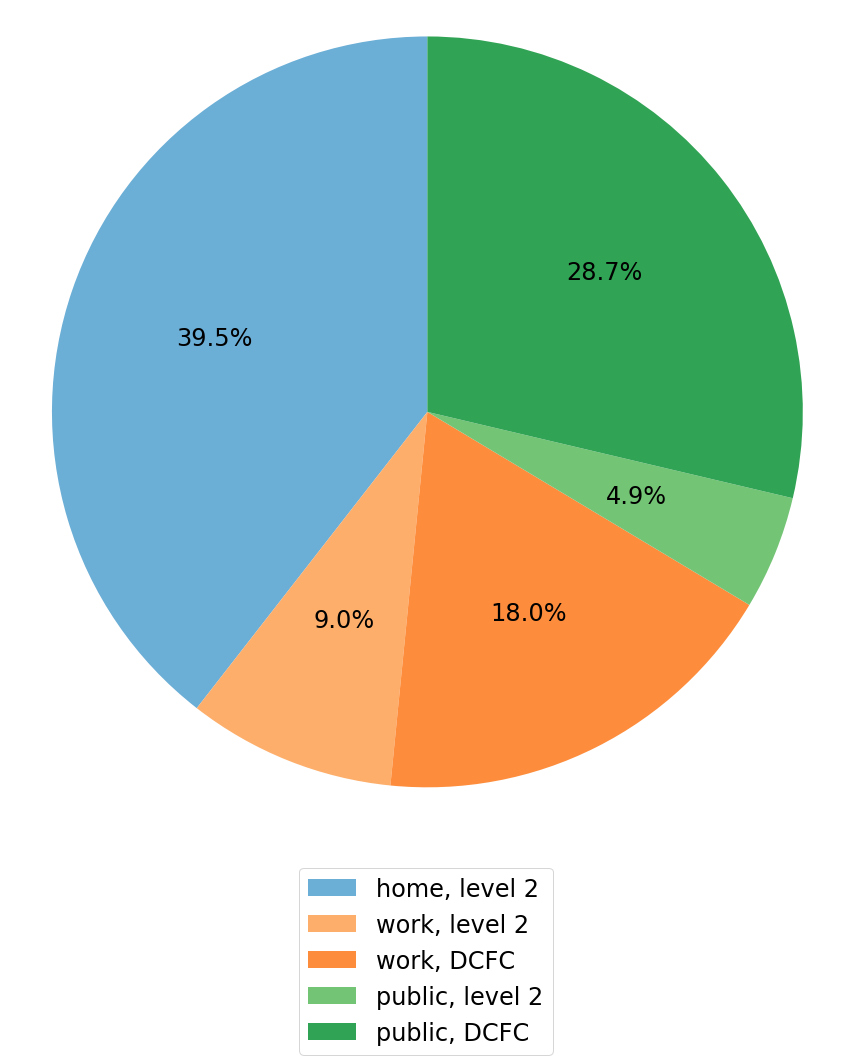 28.7%
39.5%
4.9%
18.0%
9.0%
home, level 2
work, level 2
work, DCFC
public, level 2
public, DCFC